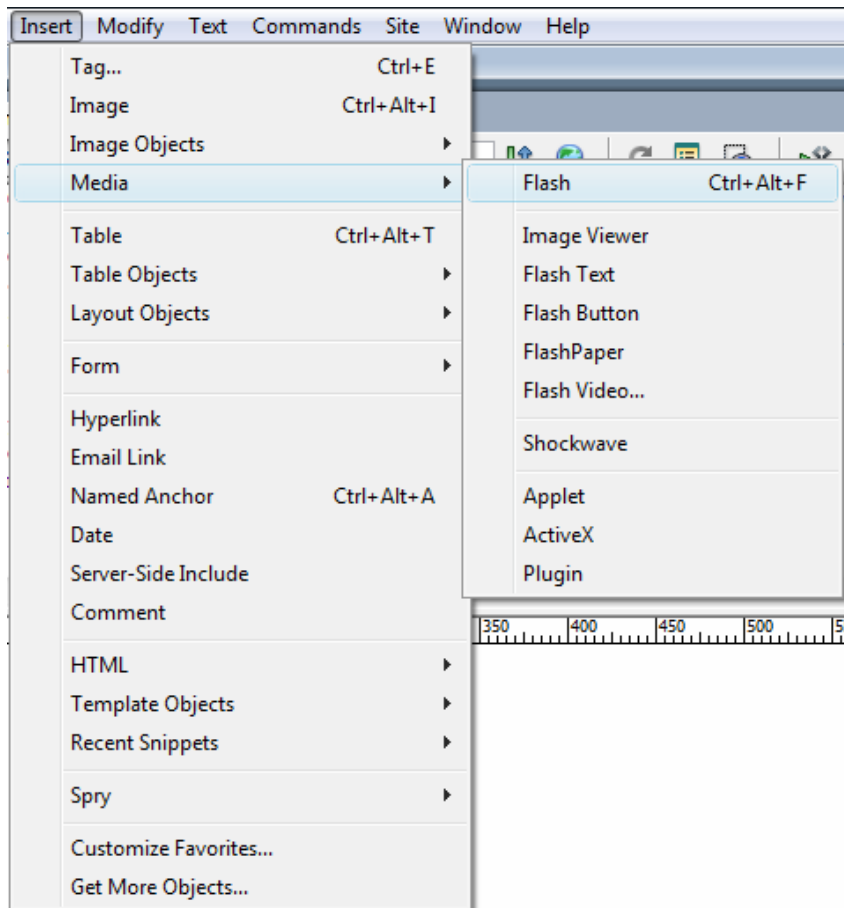 Insert Modify Text Commands Site Window Help
Tag... Ctrl+E
Image Ctrl+Alt+I
Image Objects
Media
Table Ctrl+Alt+T
Table Objects
Layout Objects
Form
Hyperlink
Email Link
Named Anchor Ctrl+Alt+A
Date
Server-Side Include
Comment
HTML
Template Objects
Recent Snippets
Spry
Customize Favorites...
Get More Objects...
Flash Ctrl+Alt+F
Image Viewer
Flash Text
Flash Button
FlashPaper
Flash Video...
Shockwave
Applet
ActiveX
Plugin
350 400 450 500